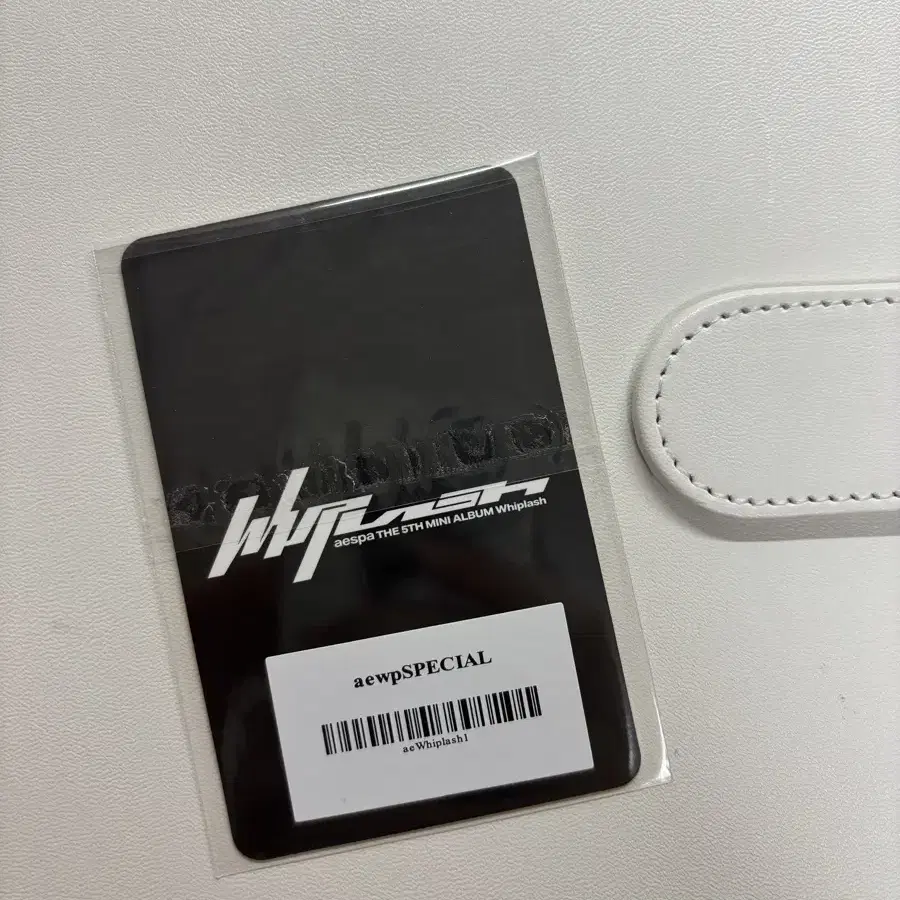 Whiplash
aespa THE 5TH MINI ALBUM Whiplash
aewpSPECIAL
aeWhiplash1